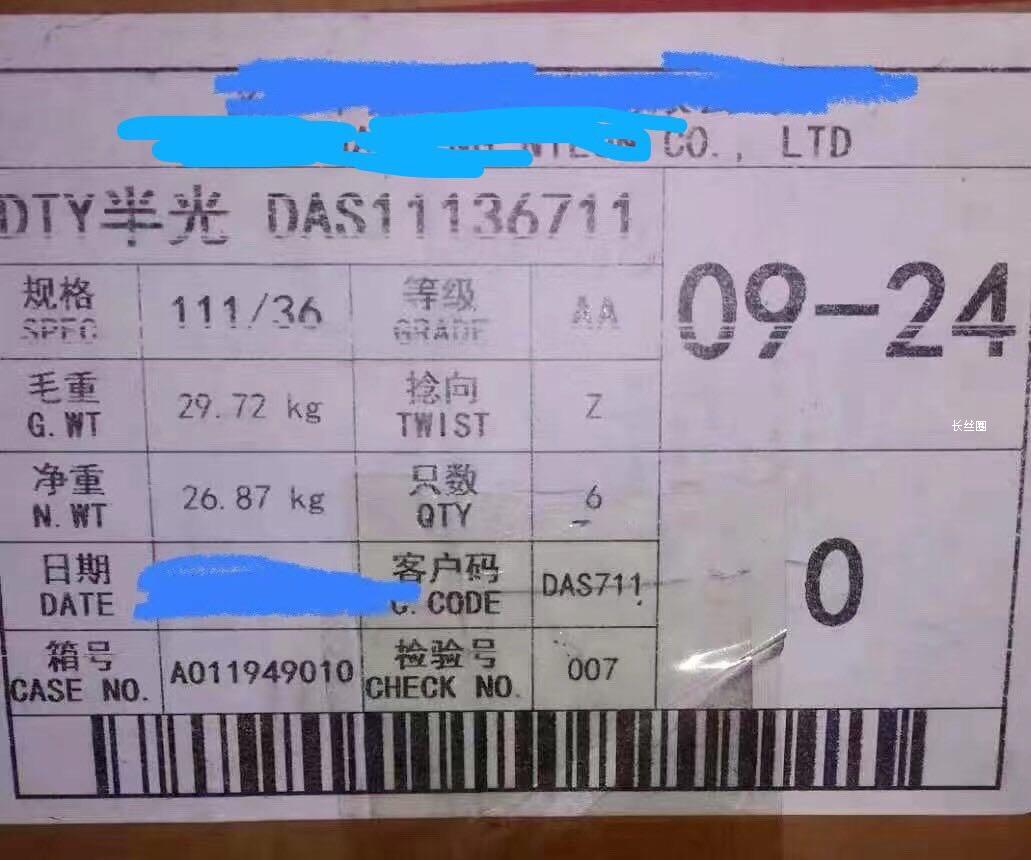 CO., LTD
DTY半光 DAS11136711
规格
SPEC
111/36
等级
GRADE
AA
09-24
毛重
G.WT
29.72 kg
捻向
TWIST
Z
长丝圈
净重
N.WT
26.87 kg
只数
QTY
6
0
日期
DATE
客户码
C.CODE
DAS711
箱号
CASE NO.
A011949010
检验号
CHECK NO.
007